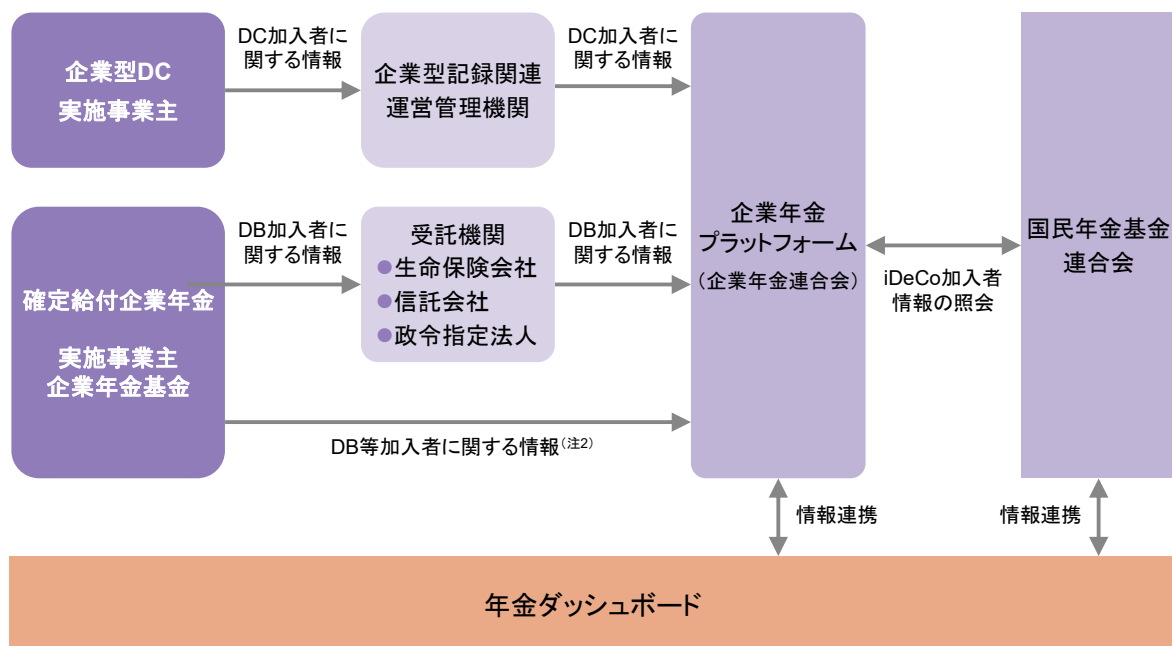 企業型DC
実施事業主
DC加入者に
関する情報
企業型記録関連
運営管理機関
DC加入者に
関する情報
確定給付企業年金
実施事業主
企業年金基金
DB加入者に
関する情報
受託機関
●生命保険会社
●信託会社
●政令指定法人
DB加入者に
関する情報
DB等加入者に関する情報(注2)
企業年金
プラットフォーム
(企業年金連合会)
iDeCo加入者
情報の照会
国民年金基金
連合会
情報連携
情報連携
年金ダッシュボード